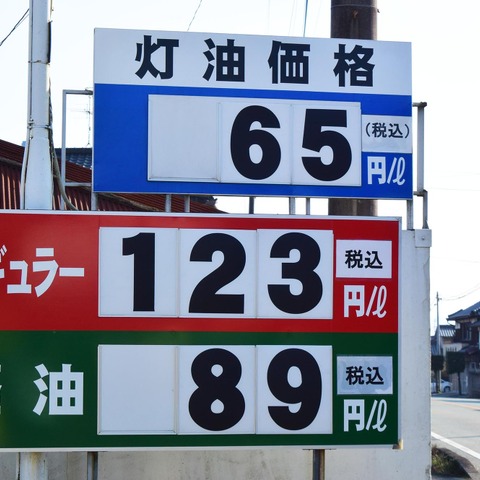 灯油価格
65 (税込) 円/ℓ
ギュラー 123 税込 円/ℓ
油 89 税込 円/ℓ